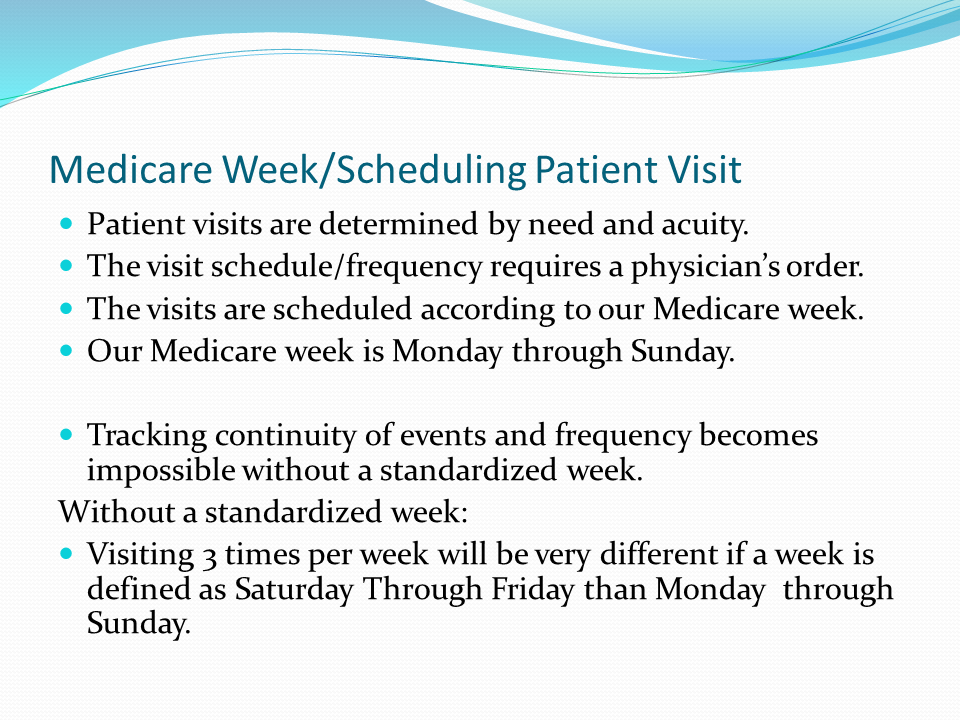 Medicare Week/Scheduling Patient Visit
Patient visits are determined by need and acuity.
The visit schedule/frequency requires a physician's order.
The visits are scheduled according to our Medicare week.
Our Medicare week is Monday through Sunday.
Tracking continuity of events and frequency becomes
impossible without a standardized week.
Without a standardized week:
Visiting 3 times per week will be very different if a week is
defined as Saturday Through Friday than Monday  through
Sunday.